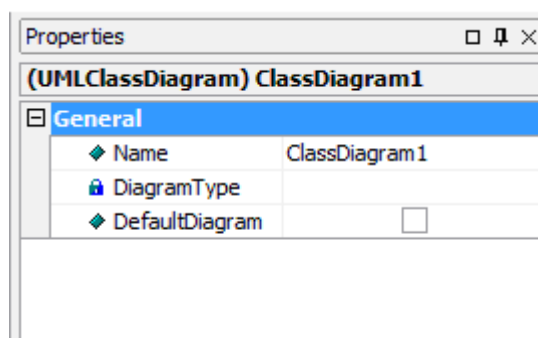 Properties
(UMLClassDiagram) ClassDiagram1
General
Name ClassDiagram1
DiagramType
DefaultDiagram